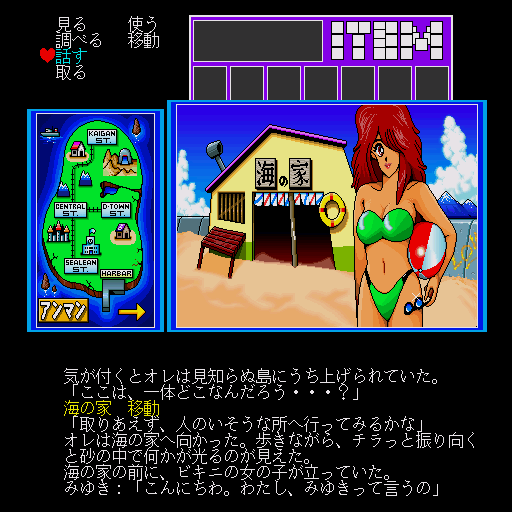 見る 使う
調べる 移動
話す
取る
ITEM
KAIGAN ST.
CENTRAL ST.
D-TOWN ST.
SEALEAN ST.
HARBAR
アンマン
海の家
気が付くとオレは見知らぬ島にうち上げられていた。
「ここは、一体どこなんだろう・・・?」
海の家 移動
「取りあえず、人のいそうな所へ行ってみるかな」
オレは海の家へ向かった。歩きながら、チラっと振り向く
と砂の中で何かが光るのが見えた。
海の家の前に、ビキニの女の子が立っていた。
みゆき:「こんにちわ。わたし、みゆきって言うの」